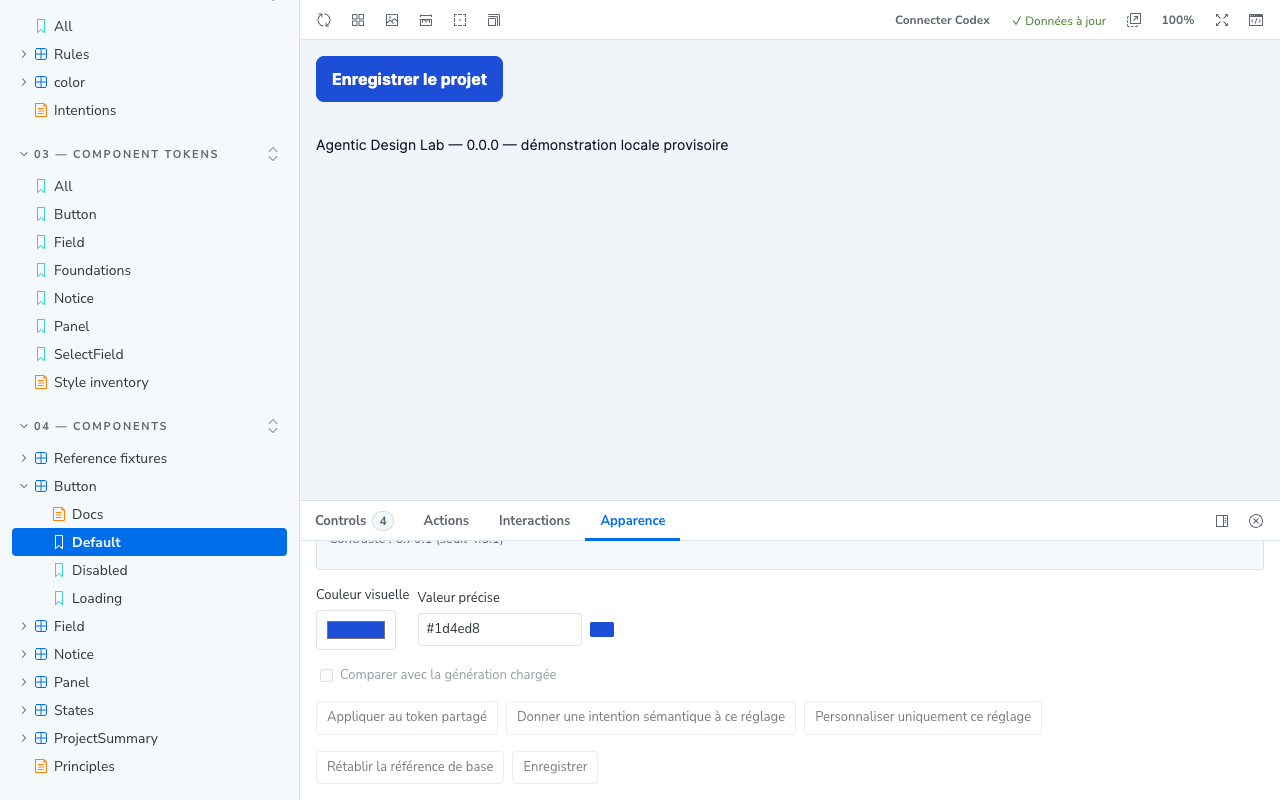 All
Rules
color
Intentions
03 — COMPONENT TOKENS
All
Button
Field
Foundations
Notice
Panel
SelectField
Style inventory
04 — COMPONENTS
Reference fixtures
Button
Docs
Default
Disabled
Loading
Field
Notice
Panel
States
ProjectSummary
Principles
Connecter Codex
✓ Données à jour
100%
Enregistrer le projet
Agentic Design Lab — 0.0.0 — démonstration locale provisoire
Controls 4
Actions
Interactions
Apparence
Couleur visuelle
Valeur précise
#1d4ed8
Comparer avec la génération chargée
Appliquer au token partagé
Donner une intention sémantique à ce réglage
Personnaliser uniquement ce réglage
Rétablir la référence de base
Enregistrer